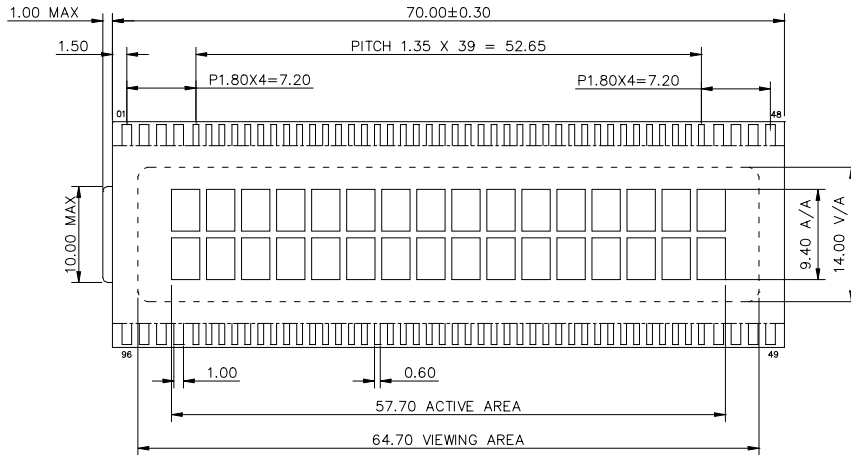 1.00 MAX
70.00±0.30
1.50
PITCH 1.35 X 39 = 52.65
P1.80X4=7.20
P1.80X4=7.20
01
48
10.00 MAX
9.40 A/A
14.00 V/A
96
49
1.00
0.60
57.70 ACTIVE AREA
64.70 VIEWING AREA